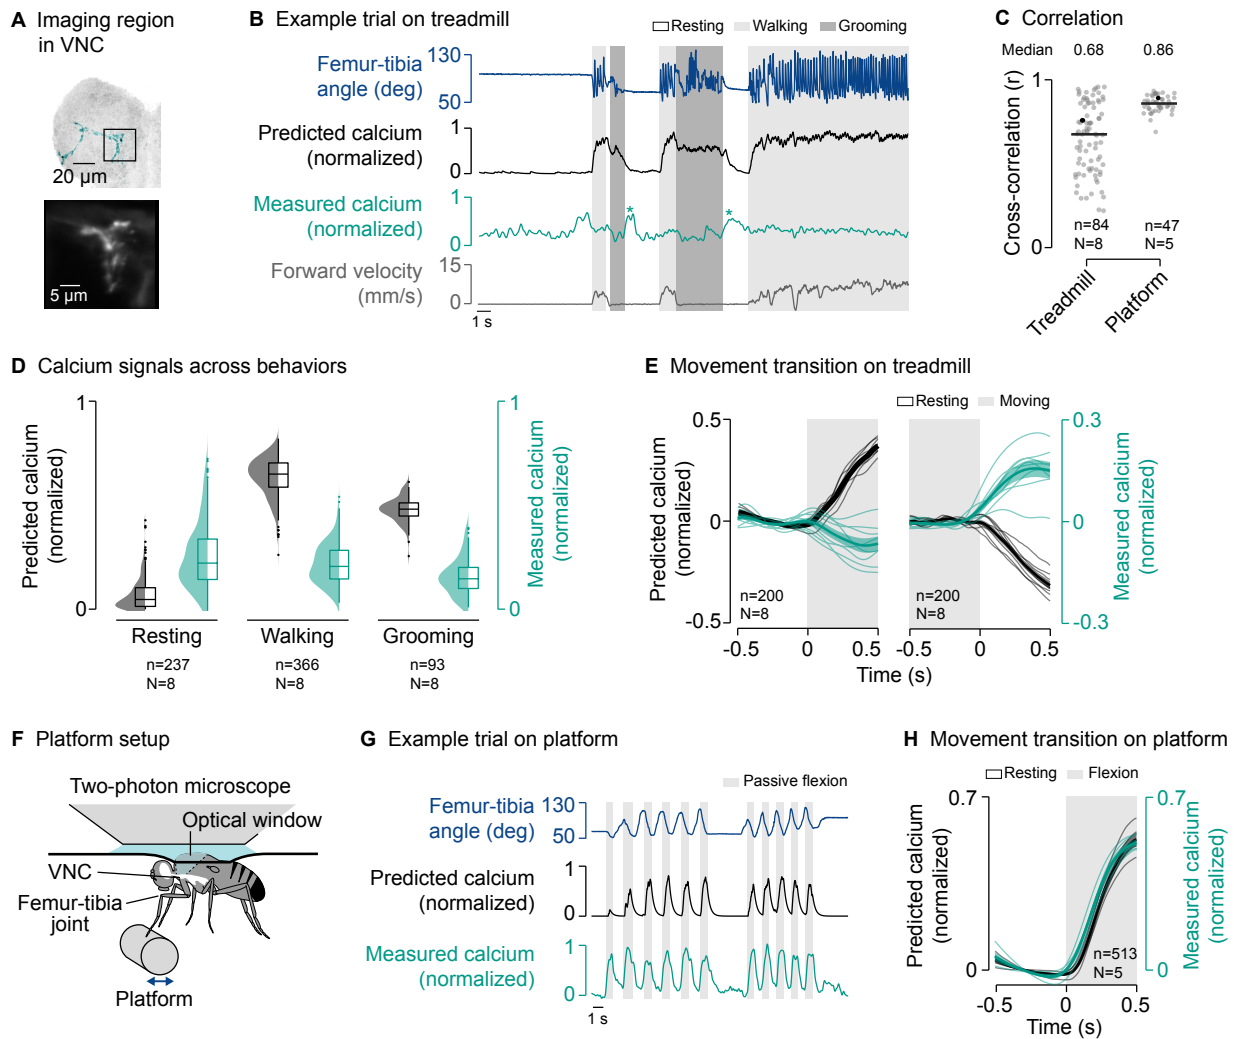 A Imaging region
in VNC
20 µm
5 µm
B Example trial on treadmill
Resting Walking Grooming
Femur-tibia
angle (deg)
130
50
Predicted calcium
(normalized)
1
0
Measured calcium
(normalized)
1
0
* *
Forward velocity
(mm/s)
15
0
1 s
C Correlation
Median 0.68 0.86
Cross-correlation (r)
1
0
n=84
N=8
n=47
N=5
Treadmill
Platform
D Calcium signals across behaviors
Predicted calcium
(normalized)
1
0
Measured calcium
(normalized)
1
0
Resting Walking Grooming
n=237 n=366 n=93
N=8 N=8 N=8
E Movement transition on treadmill
Resting Moving
Predicted calcium
(normalized)
0.5
0
-0.5
Measured calcium
(normalized)
0.3
0
-0.3
n=200
N=8
n=200
N=8
-0.5 0 0.5 -0.5 0 0.5
Time (s)
F Platform setup
Two-photon microscope
Optical window
VNC
Femur-tibia
joint
Platform
G Example trial on platform
Passive flexion
Femur-tibia
angle (deg)
130
50
Predicted calcium
(normalized)
1
0
Measured calcium
(normalized)
1
0
1 s
H Movement transition on platform
Resting Flexion
Predicted calcium
(normalized)
0.7
0
Measured calcium
(normalized)
0.7
0
n=513
N=5
-0.5 0 0.5
Time (s)